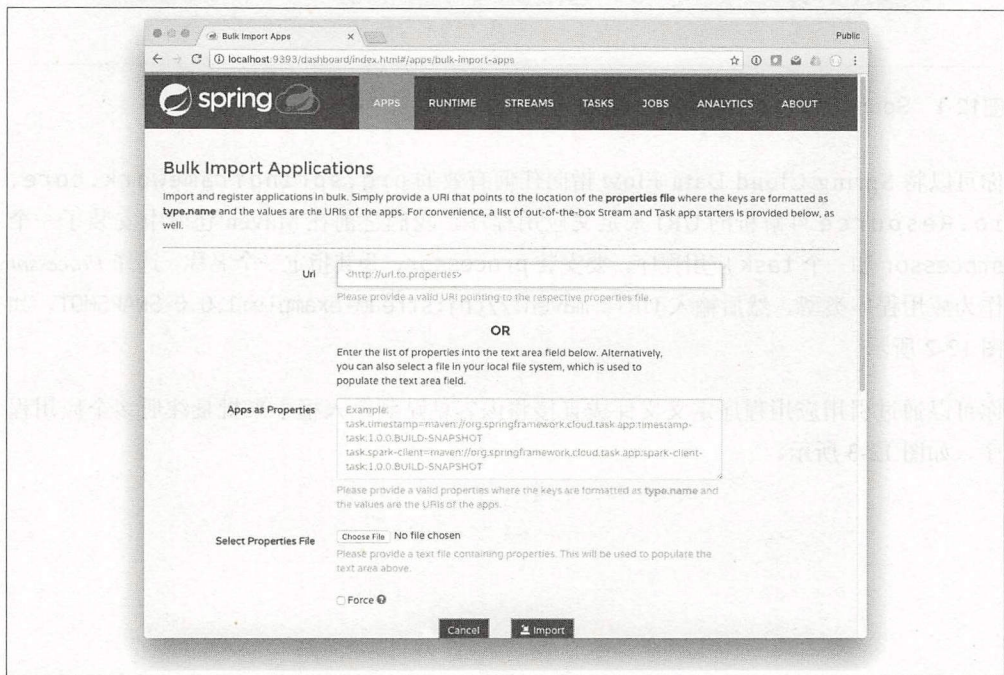 Bulk Import Apps
Public
localhost:9393/dashboard/index.html#/apps/bulk-import-apps
spring
APPS
RUNTIME
STREAMS
TASKS
JOBS
ANALYTICS
ABOUT
Bulk Import Applications
Import and register applications in bulk. Simply provide a URI that points to the location of the properties file where the keys are formatted as
type.name and the values are the URIs of the apps. For convenience, a list of out-of-the-box Stream and Task app starters is provided below, as
well.
Uri
<http://url.to.properties>
Please provide a valid URI pointing to the respective properties file.
OR
Enter the list of properties into the text area field below. Alternatively,
you can also select a file in your local file system, which is used to
populate the text area field.
Apps as Properties
Example:
task.timestamp=maven://org.springframework.cloud.task.app:timestamp-
task:1.0.0.BUILD-SNAPSHOT
task.spark-client=maven://org.springframework.cloud.task.app:spark-client-
task:1.0.0.BUILD-SNAPSHOT
Please provide a valid properties where the keys are formatted as type.name and
the values are the URIs of the apps.
Select Properties File
Choose File No file chosen
Please provide a text file containing properties. This will be used to populate the
text area above.
Force
Cancel
Import